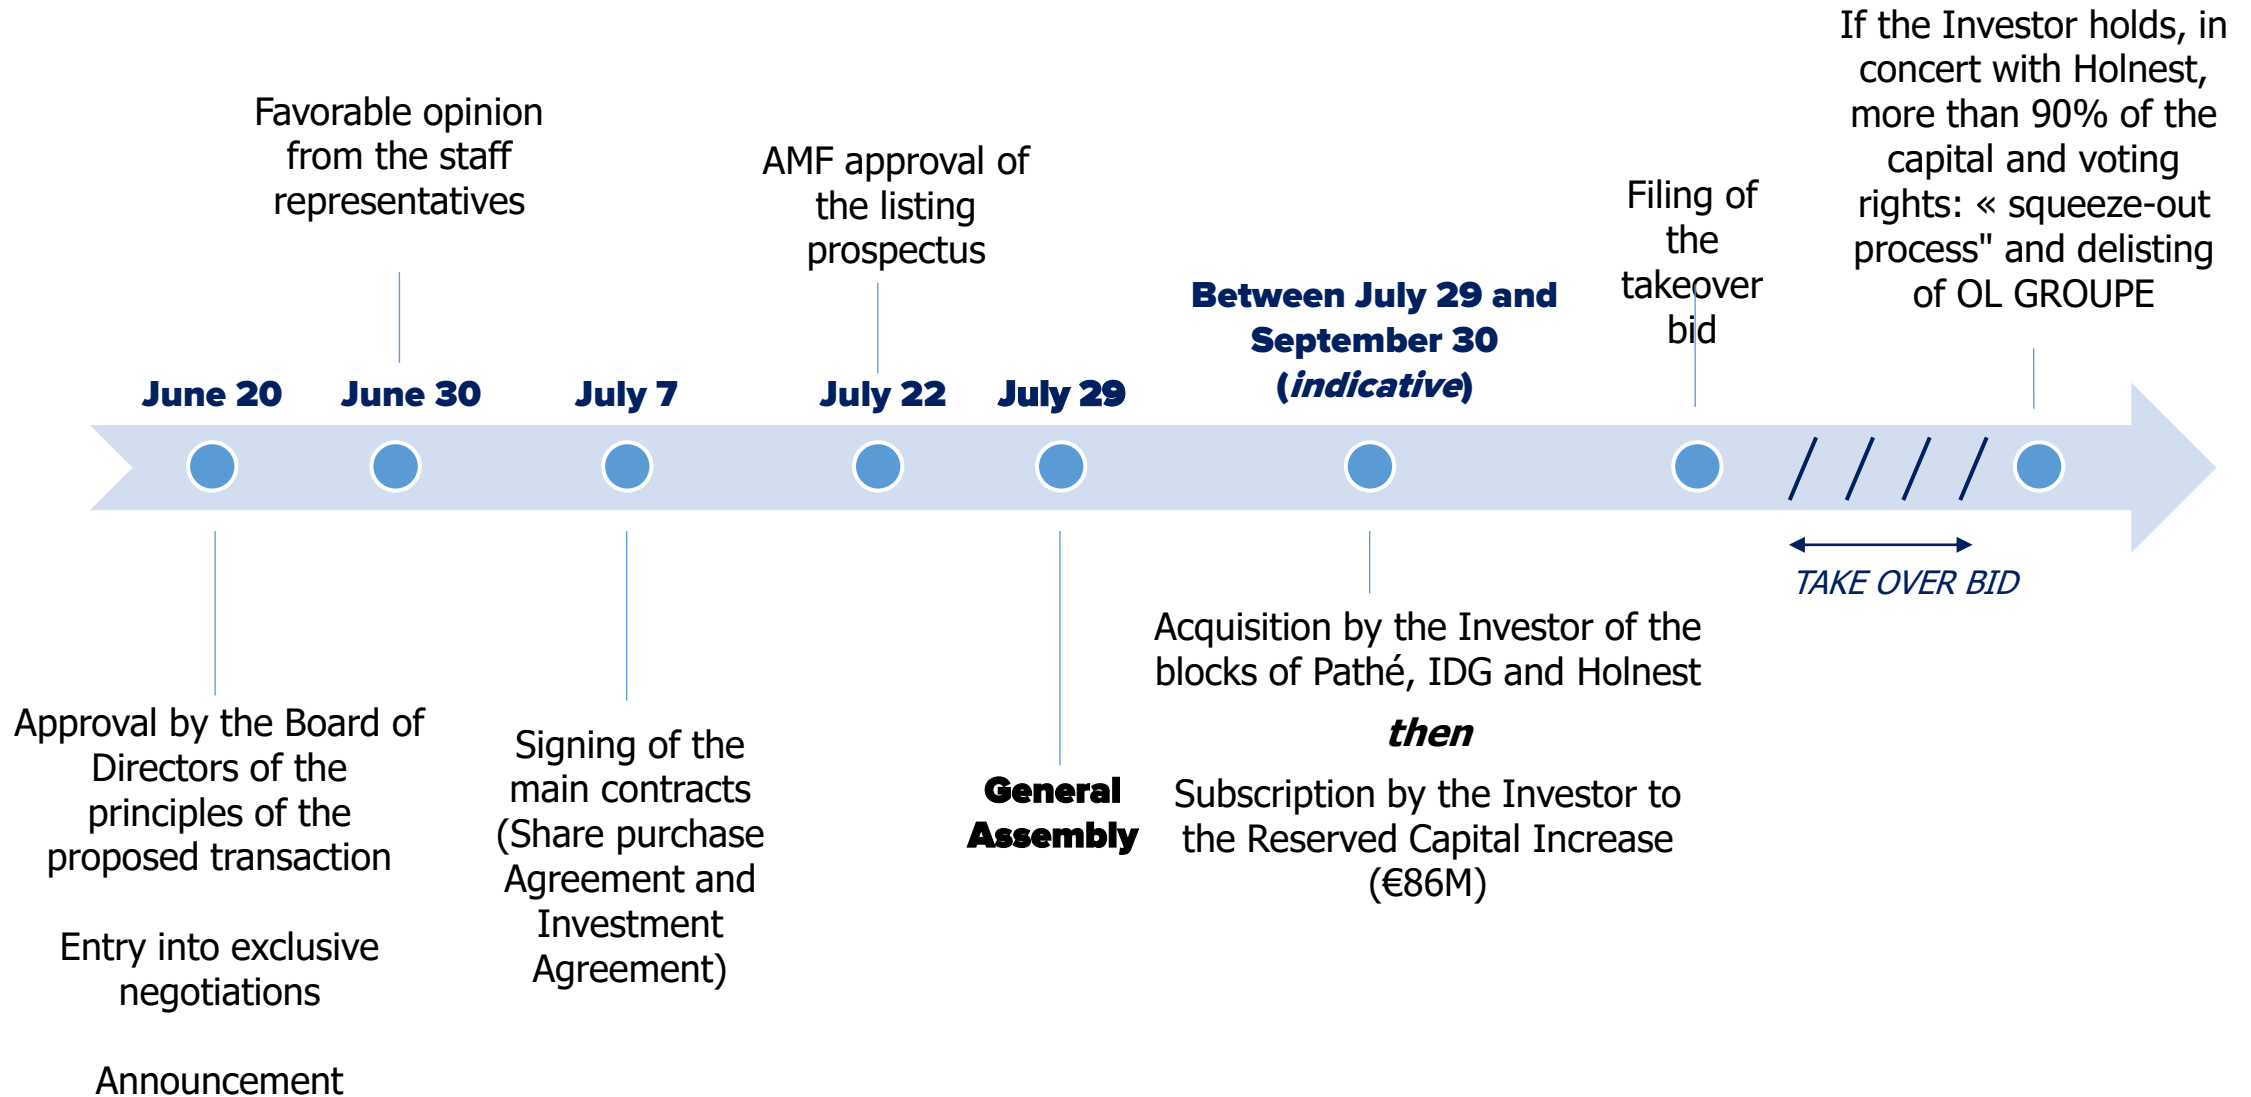 Favorable opinion
from the staff
representatives
AMF approval of
the listing
prospectus
Filing of
the
takeover
bid
If the Investor holds, in
concert with Holnest,
more than 90% of the
capital and voting
rights: « squeeze-out
process" and delisting
of OL GROUPE
June 20
June 30
July 7
July 22
July 29
Between July 29 and
September 30
(indicative)
TAKE OVER BID
Approval by the Board of
Directors of the
principles of the
proposed transaction
Entry into exclusive
negotiations
Announcement
Signing of the
main contracts
(Share purchase
Agreement and
Investment
Agreement)
General
Assembly
Acquisition by the Investor of the
blocks of Pathé, IDG and Holnest
then
Subscription by the Investor to
the Reserved Capital Increase
(€86M)